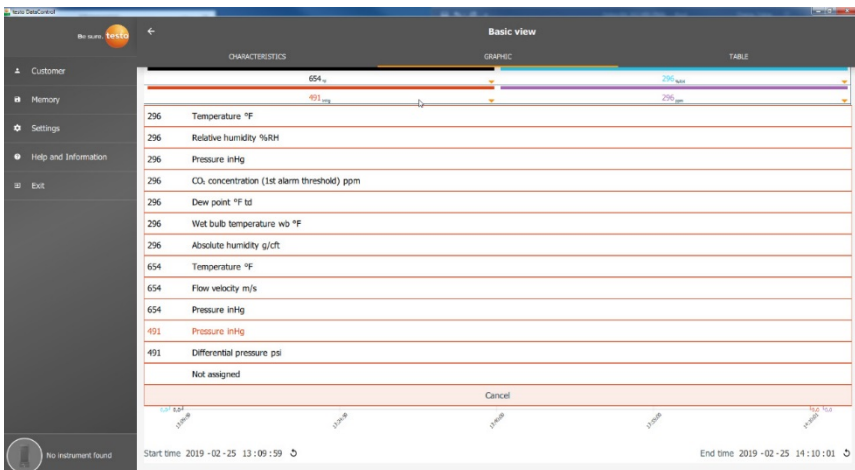 Testo DataControl
Be sure. testo
Customer
Memory
Settings
Help and Information
Exit
No instrument found
Basic view
CHARACTERISTICS GRAPHIC TABLE
654 °F 296 %RH
491 inHg 296 ppm
296 Temperature °F
296 Relative humidity %RH
296 Pressure inHg
296 CO₂ concentration (1st alarm threshold) ppm
296 Dew point °F td
296 Wet bulb temperature wb °F
296 Absolute humidity g/cft
654 Temperature °F
654 Flow velocity m/s
654 Pressure inHg
491 Pressure inHg
491 Differential pressure psi
Not assigned
Cancel
Start time 2019 -02 -25 13 :09 :59 End time 2019 -02 -25 14 :10 :01